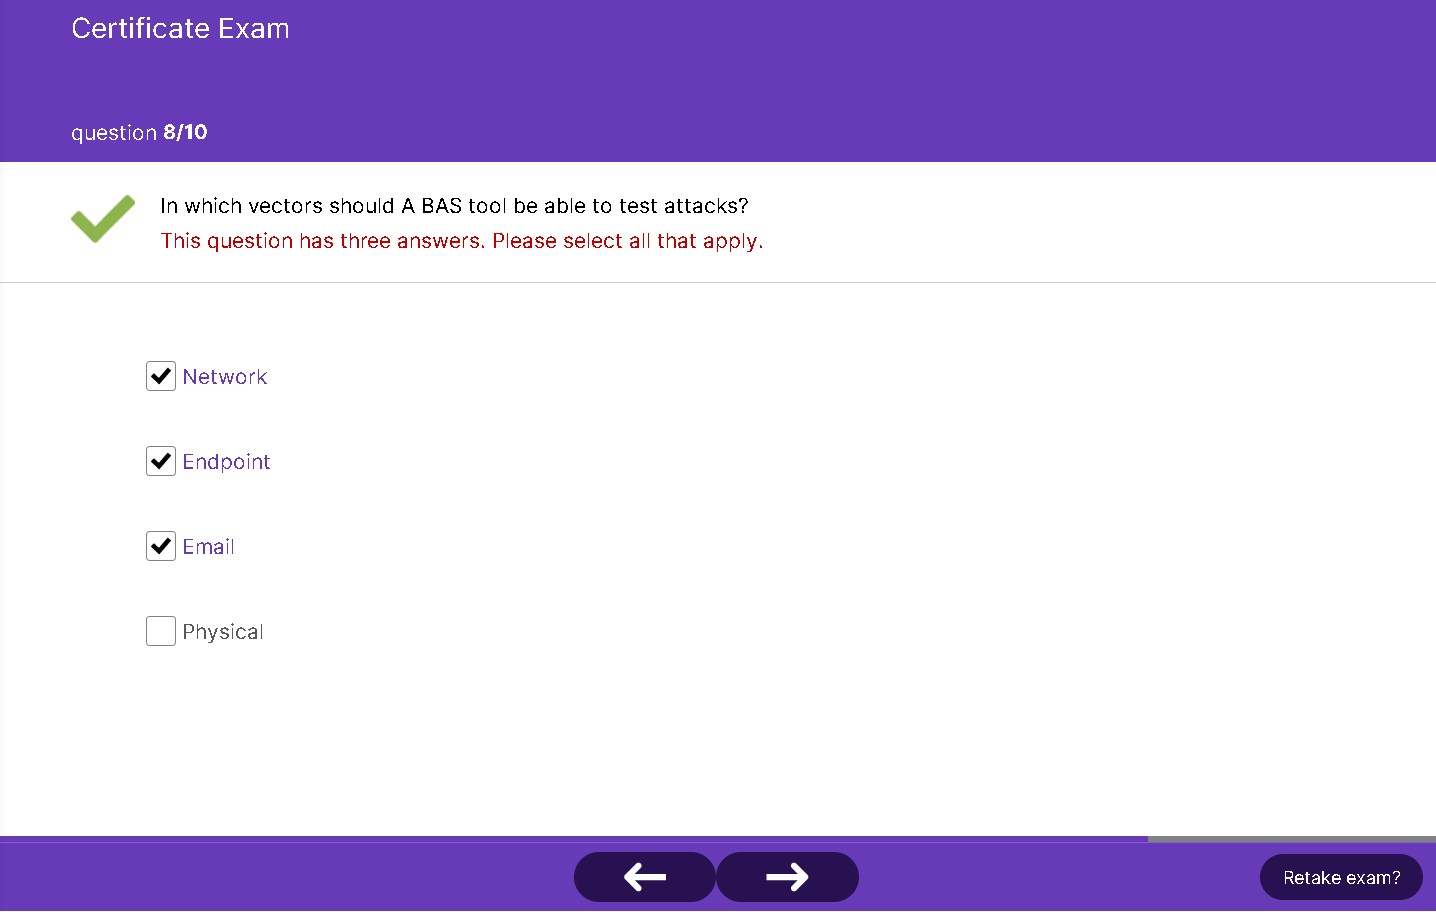 Certificate Exam
question 8/10
In which vectors should A BAS tool be able to test attacks?
This question has three answers. Please select all that apply.
Network
Endpoint
Email
Physical
Retake exam?